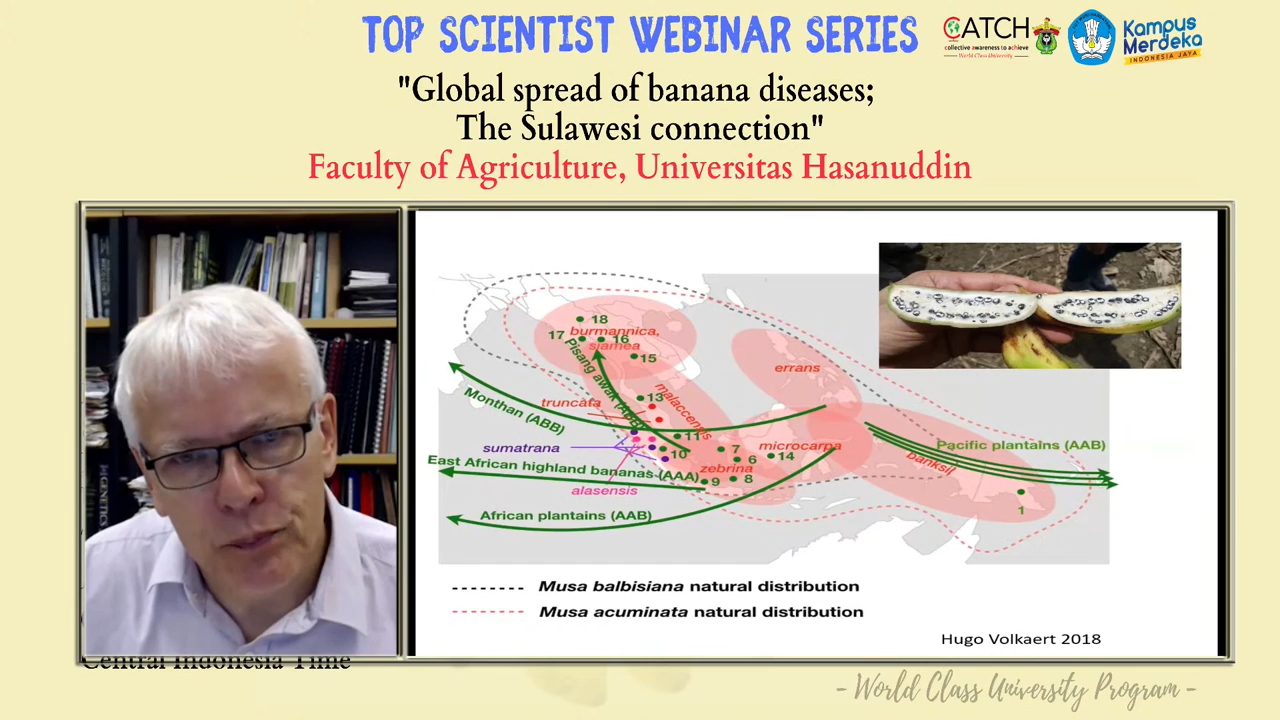 TOP SCIENTIST WEBINAR SERIES
CATCH
collective awareness to achieve
World Class University
Kampus
Merdeka
INDONESIA JAYA
"Global spread of banana diseases;
The Sulawesi connection"
Faculty of Agriculture, Universitas Hasanuddin
18
burmannica,
17
16
siamea
15
Pisang awak (ABB)
errans
Monthan (ABB)
truncata
13
malaccensis
11
sumatrana
10
7
6
microcarpa
14
Pacific plantains (AAB)
banksii
East African highland bananas (AAA)
zebrina
9
8
alasensis
African plantains (AAB)
1
Musa balbisiana natural distribution
Musa acuminata natural distribution
Hugo Volkaert 2018
GENETICS
Central Indonesia Time
- World Class University Program -